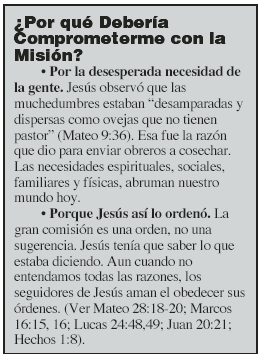 ¿Por qué Debería
Comprometerme con la
Misión?
• Por la desesperada necesidad de
la gente. Jesús observó que las
muchedumbres estaban “desamparadas y
dispersas como ovejas que no tienen
pastor” (Mateo 9:36). Esa fue la razón
que dio para enviar obreros a cosechar.
Las necesidades espirituales, sociales,
familiares y físicas, abruman nuestro
mundo hoy.
• Porque Jesús así lo ordenó. La
gran comisión es una orden, no una
sugerencia. Jesús tenía que saber lo que
estaba diciendo. Aun cuando no
entendamos todas las razones, los
seguidores de Jesús aman el obedecer sus
órdenes. (Ver Mateo 28:18-20; Marcos
16:15, 16; Lucas 24:48,49; Juan 20:21;
Hechos 1:8).